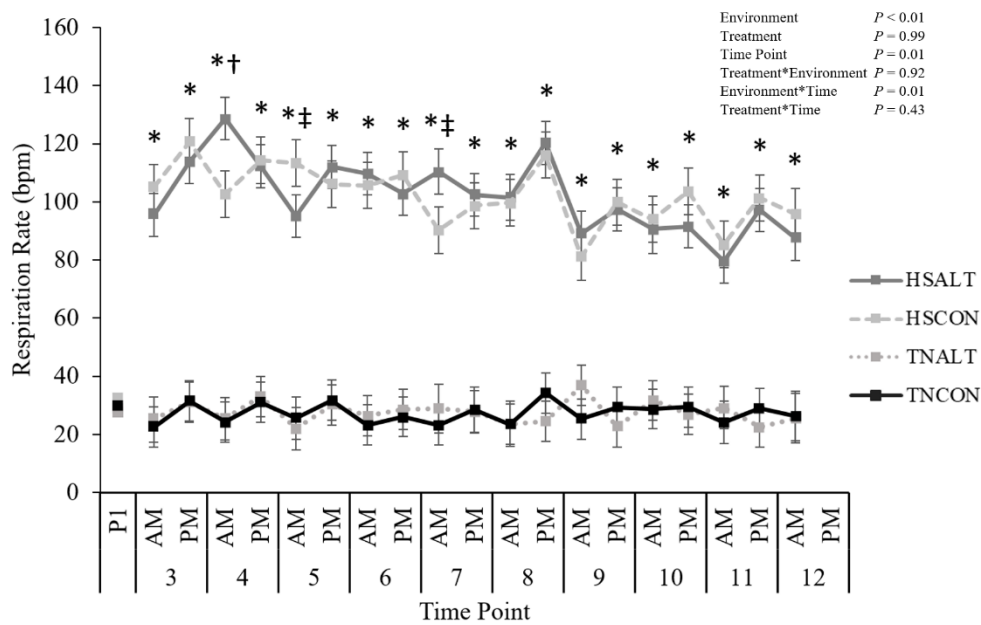 Environment P < 0.01
Treatment P = 0.99
Time Point P = 0.01
Treatment*Environment P = 0.92
Environment*Time P = 0.01
Treatment*Time P = 0.43
160
140
120
100
80
60
40
20
0
Respiration Rate (bpm)
* * *† * *‡ * * * *‡ * * * * * * * * * *
HSALT
HSCON
TNALT
TNCON
P1 AM PM AM PM AM PM AM PM AM PM AM PM AM PM AM PM AM PM AM PM
3 4 5 6 7 8 9 10 11 12
Time Point